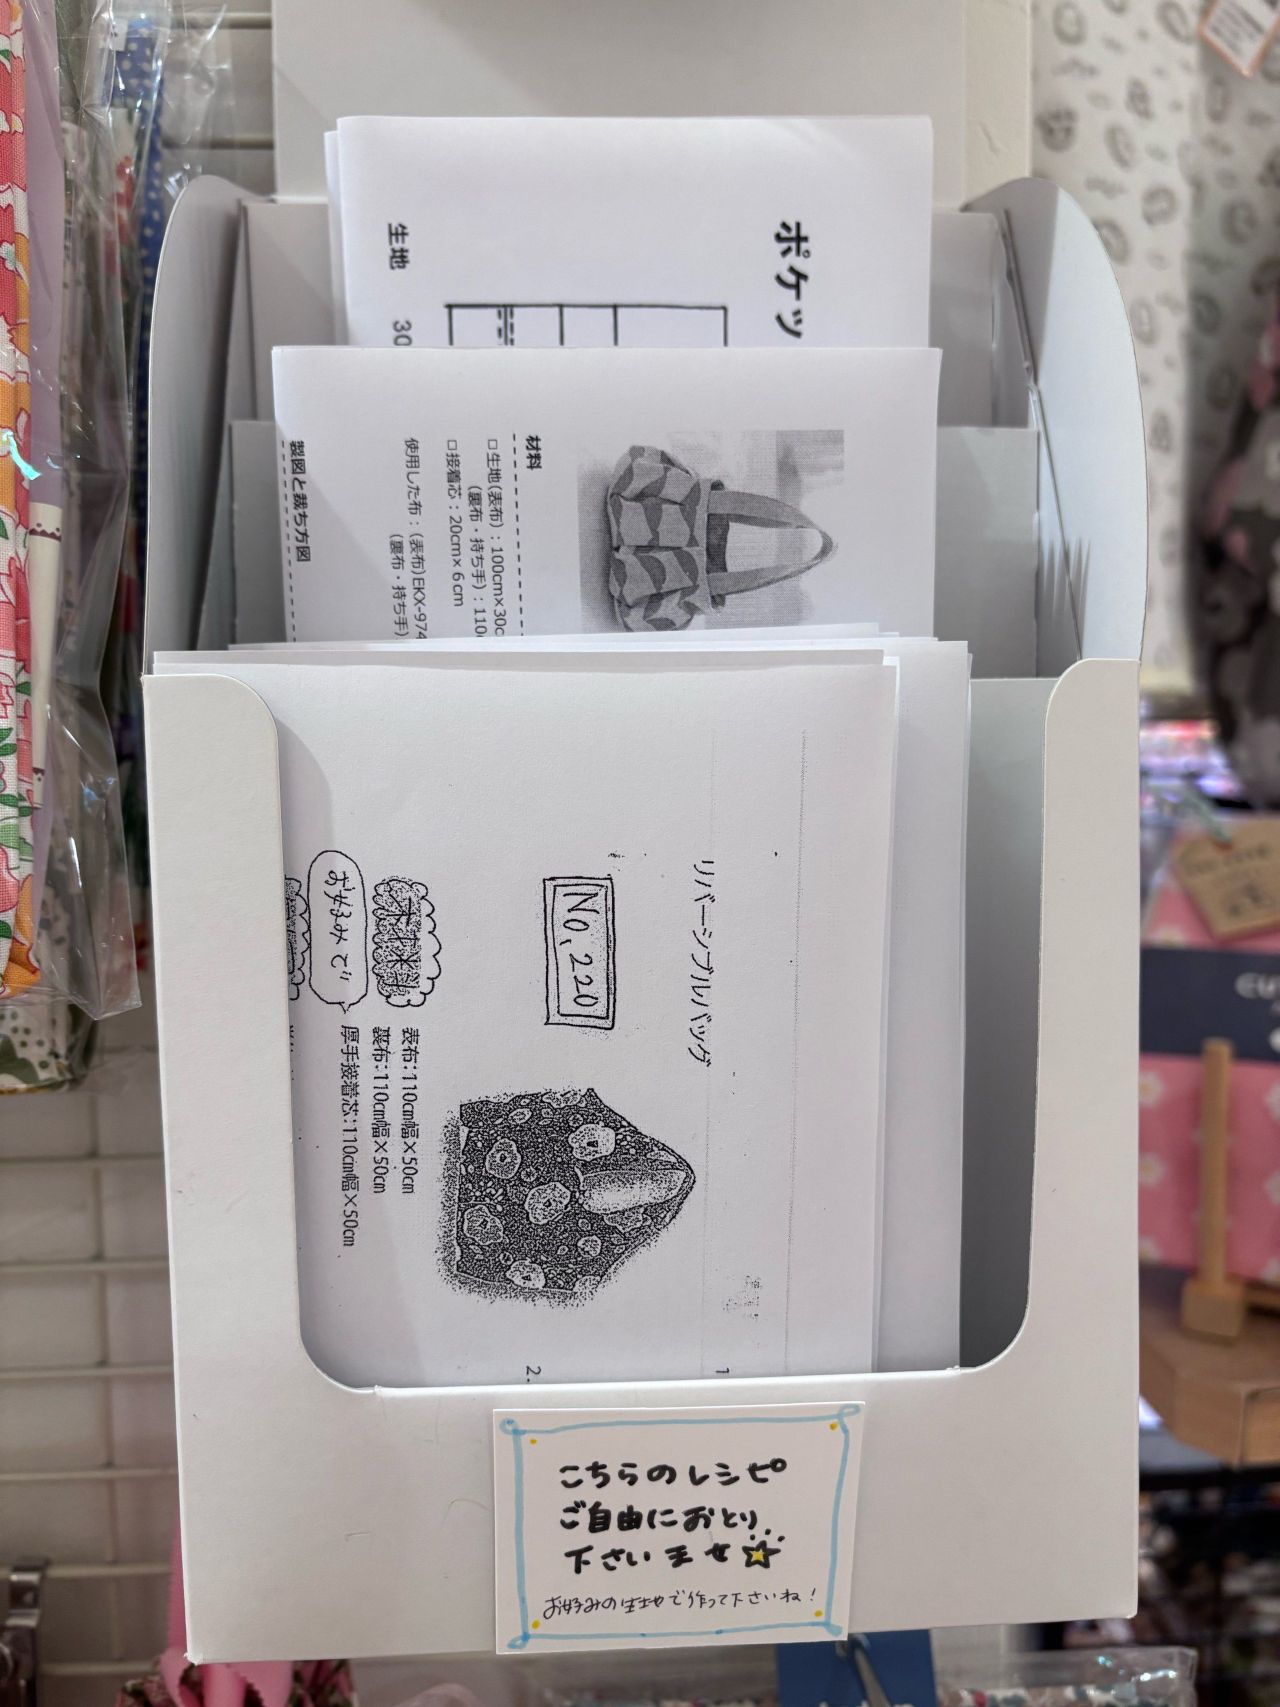 ポケッ
生地 30
材料
□生地(表布):100cm×30c
(裏布・持ち手):110
□接着芯:20cm×6cm
使用した布:(表布)EKX-974
(裏布・持ち手)
製図と裁ち方図
リバーシブルバッグ
No,220
材料
表布:110cm幅×50cm
裏布:110cm幅×50cm
お好みで
厚手接着芯:110cm幅×50cm
1
2.
こちらのレシピ
ご自由におとり
下さいませ
お好みの生地で作って下さいね!